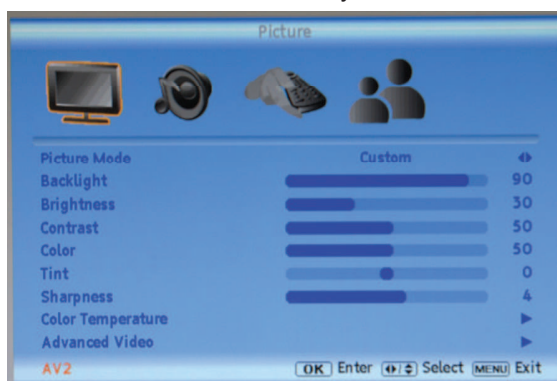 Picture
Picture Mode Custom
Backlight 90
Brightness 30
Contrast 50
Color 50
Tint 0
Sharpness 4
Color Temperature
Advanced Video
AV2 OK Enter Select MENU Exit